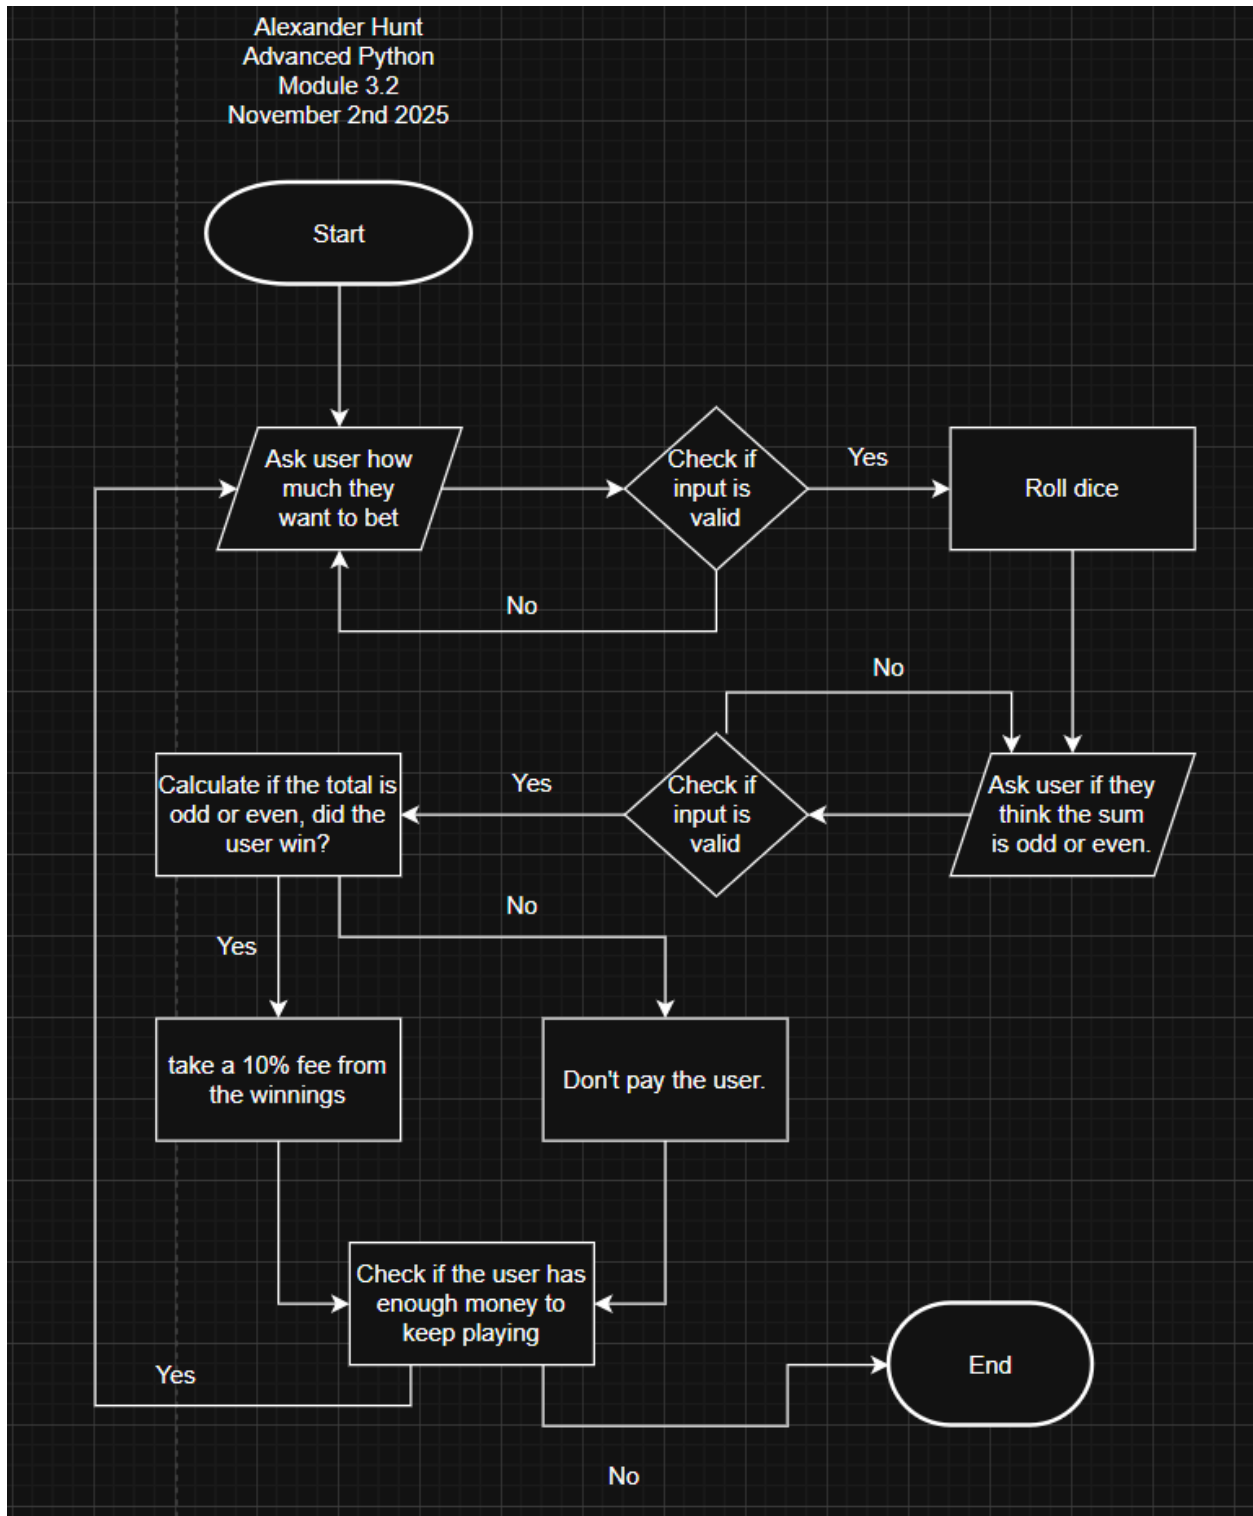 Alexander Hunt
Advanced Python
Module 3.2
November 2nd 2025
Start
Ask user how
much they
want to bet
Check if
input is
valid
Yes
Roll dice
No
No
Ask user if they
think the sum
is odd or even.
Check if
input is
valid
Yes
Calculate if the total is
odd or even, did the
user win?
Yes
No
take a 10% fee from
the winnings
Don't pay the user.
Check if the user has
enough money to
keep playing
Yes
No
End